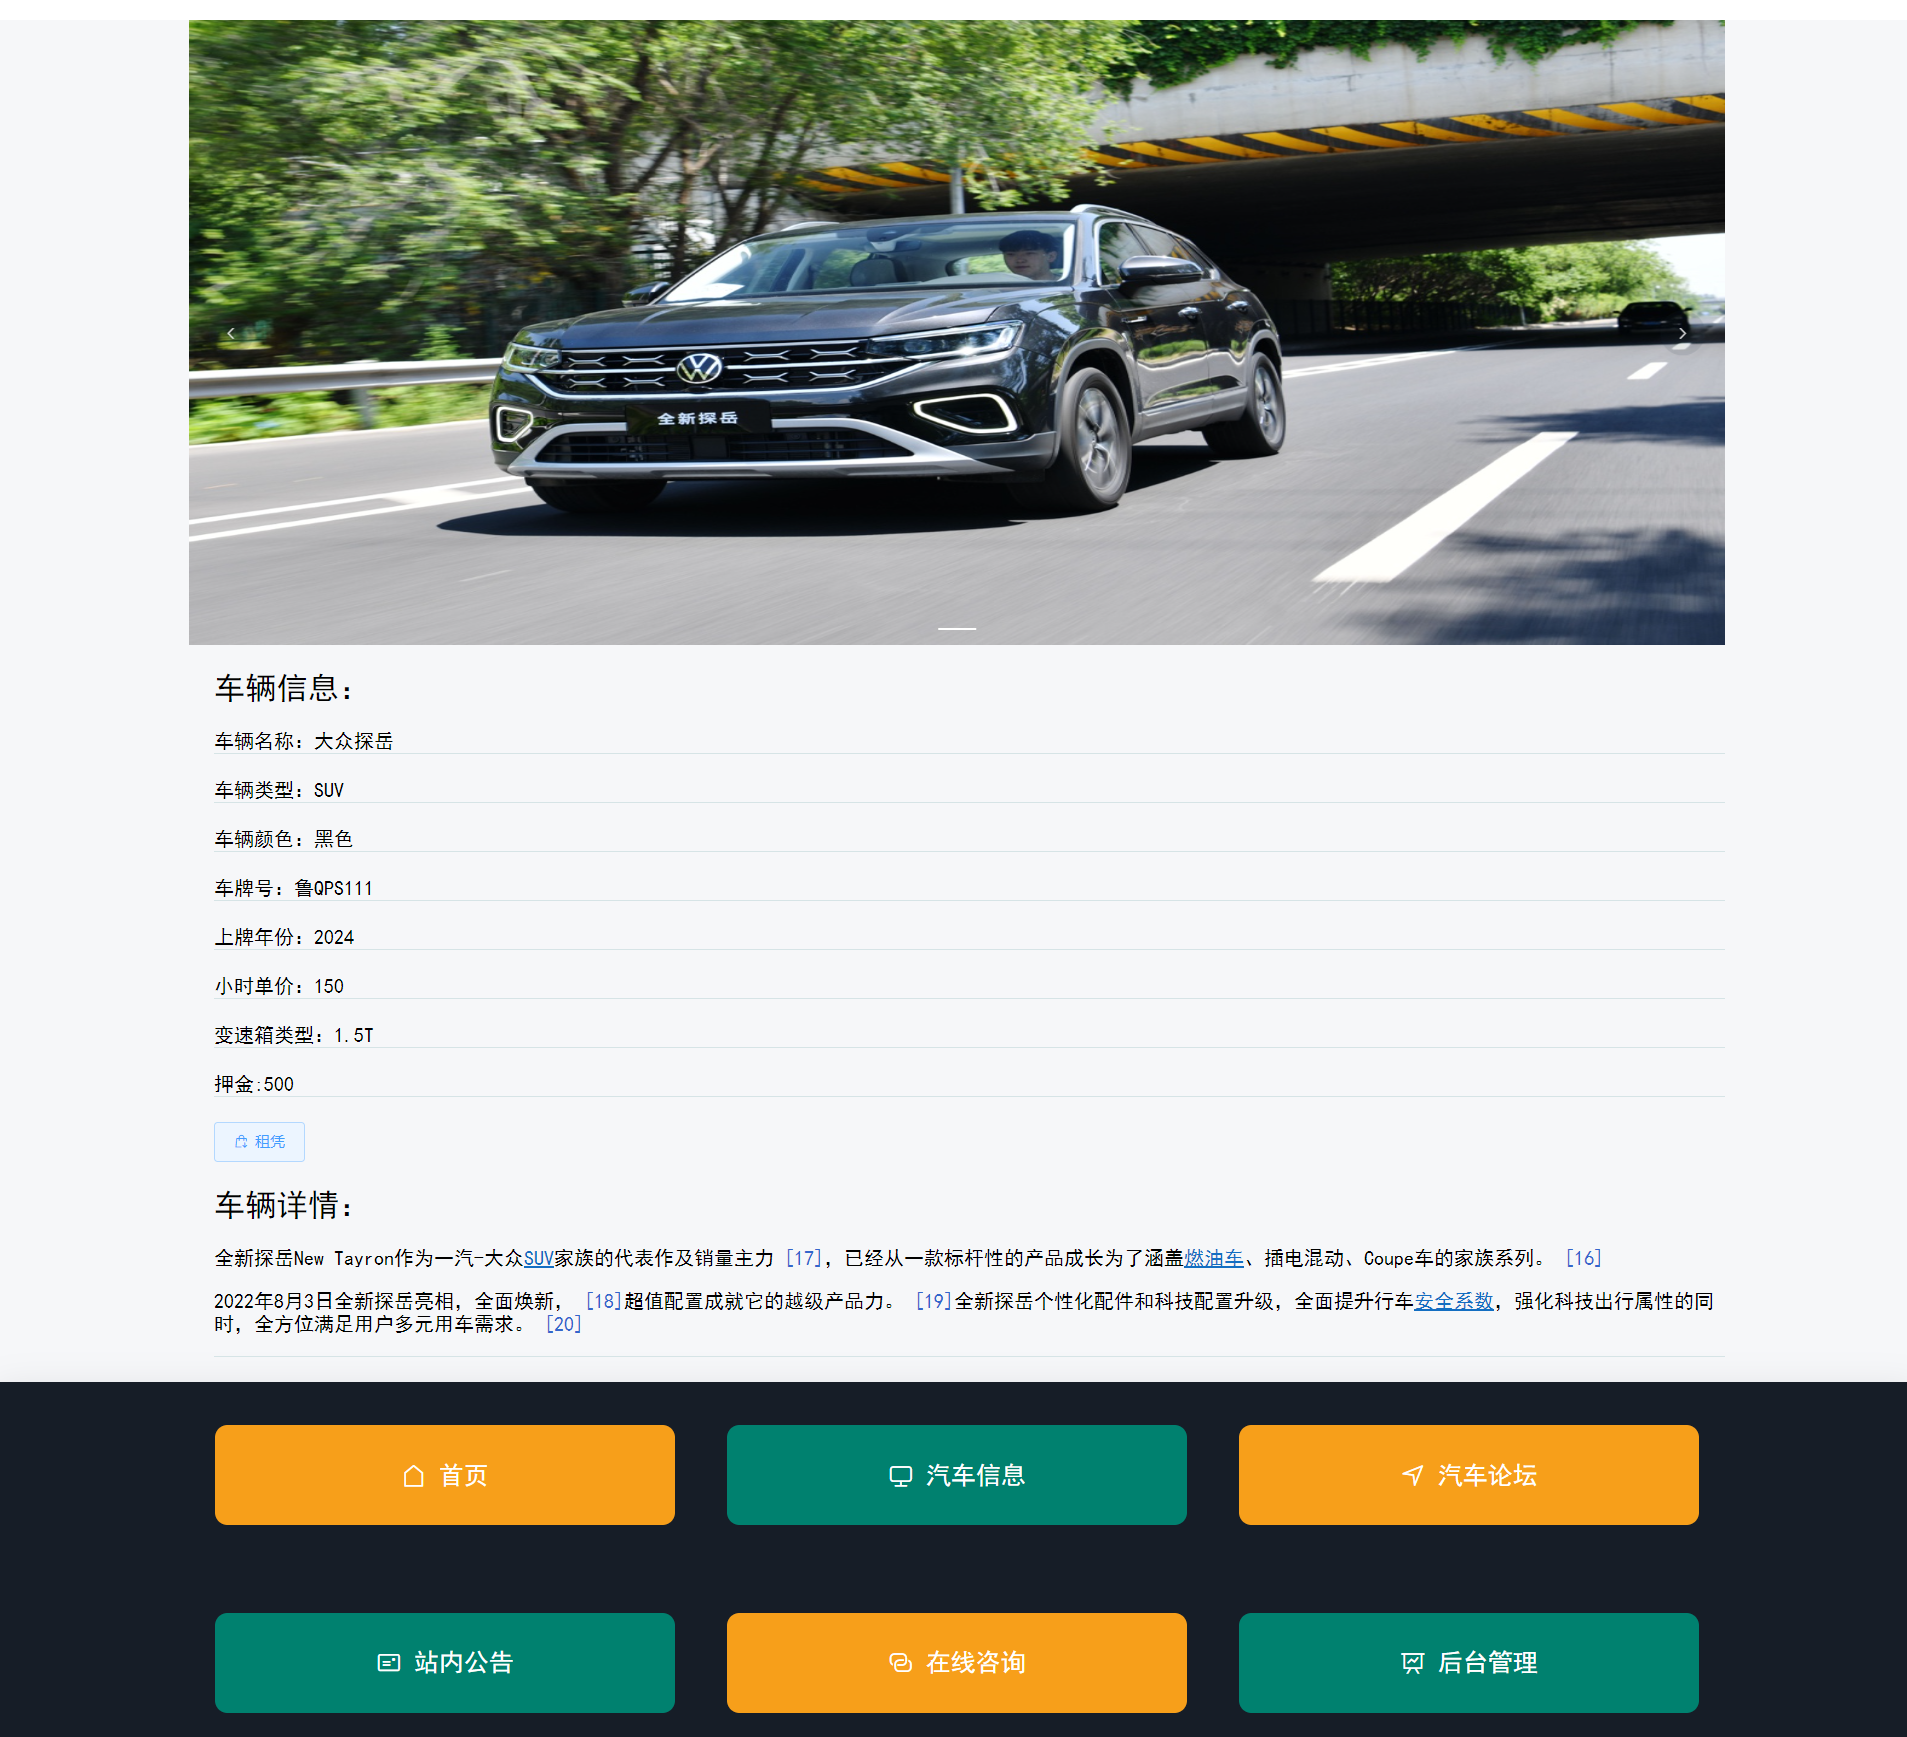 全新探岳
车辆信息：
车辆名称：大众探岳
车辆类型：SUV
车辆颜色：黑色
车牌号：鲁QPS111
上牌年份：2024
小时单价：150
变速箱类型：1.5T
押金:500
租凭
车辆详情：
全新探岳New Tayron作为一汽-大众SUV家族的代表作及销量主力 [17]，已经从一款标杆性的产品成长为了涵盖燃油车、插电混动、Coupe车的家族系列。 [16]
2022年8月3日全新探岳亮相，全面焕新， [18]超值配置成就它的越级产品力。 [19]全新探岳个性化配件和科技配置升级，全面提升行车安全系数，强化科技出行属性的同
时，全方位满足用户多元用车需求。 [20]
首页
汽车信息
汽车论坛
站内公告
在线咨询
后台管理